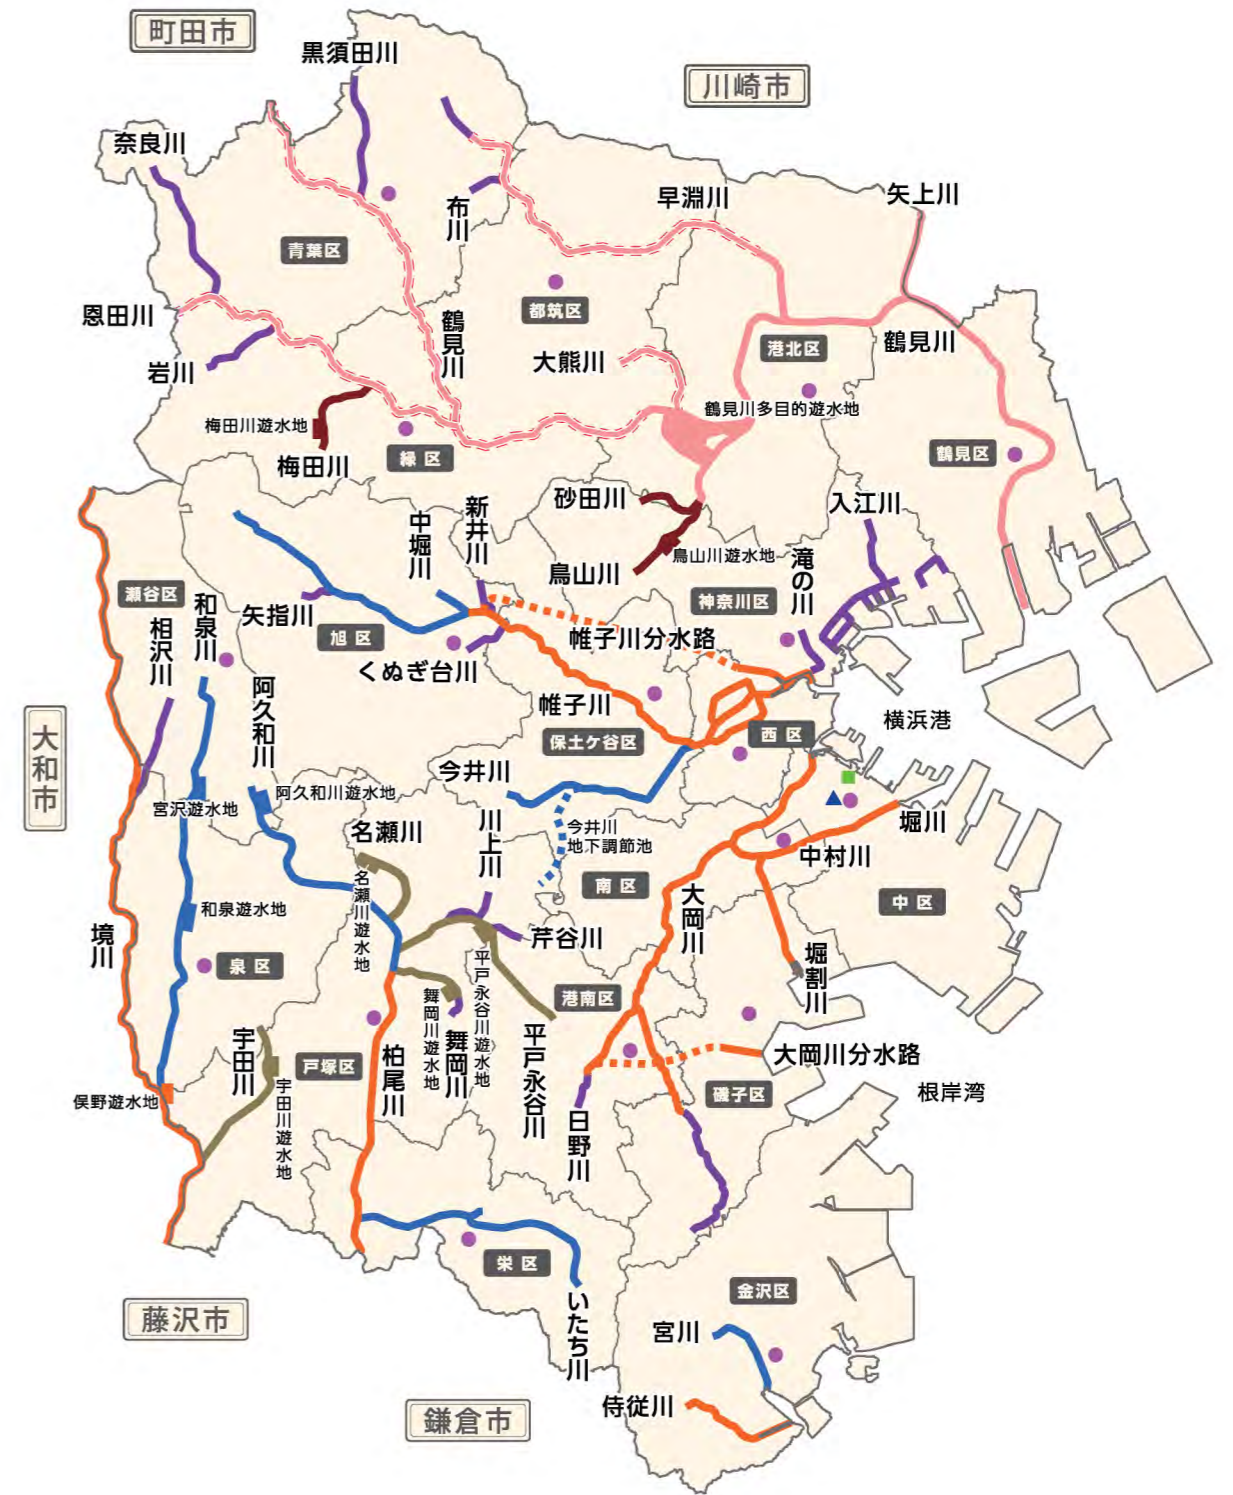 町田市
黒須田川
川崎市
奈良川
早淵川
矢上川
布川
青葉区
都筑区
恩田川
鶴見川
大熊川
港北区
鶴見川
岩川
鶴見川多目的遊水地
梅田川遊水地
緑 区
鶴見区
梅田川
砂田川
新井川
中堀川
入江川
鳥山川遊水地
滝の川
鳥山川
瀬谷区
和泉川
矢指川
神奈川区
相沢川
旭 区
帷子川分水路
くぬぎ台川
阿久和川
帷子川
横浜港
大和市
保土ケ谷区
西 区
今井川
阿久和川遊水地
宮沢遊水地
川上川
名瀬川
今井川
地下調節池
堀川
中村川
名瀬川遊水地
南 区
大岡川
中 区
和泉遊水地
境川
芹谷川
堀割川
平戸永谷川遊水地
泉 区
港南区
舞岡川遊水地
宇田川
舞岡川
平戸永谷川
柏尾川
戸塚区
大岡川分水路
宇田川遊水地
俣野遊水地
磯子区
根岸湾
日野川
栄 区
金沢区
いたち川
藤沢市
宮川
侍従川
鎌倉市